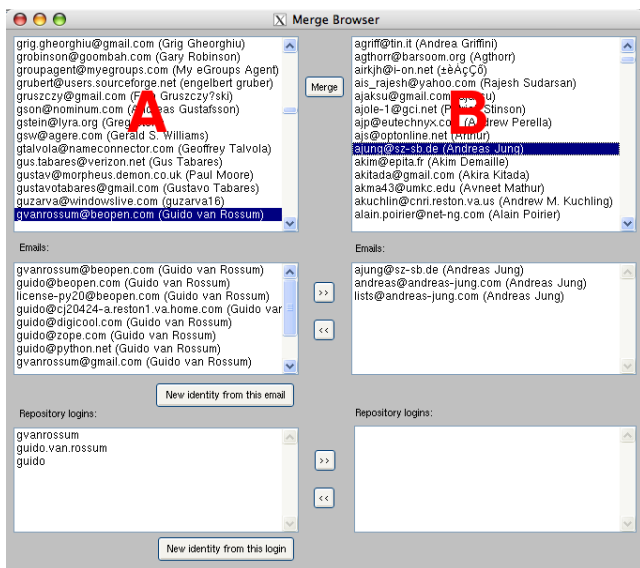 Merge Browser
grig.gheorghiu@gmail.com (Grig Gheorghiu)
grobinson@goombah.com (Gary Robinson)
groupagent@myegroups.com (My eGroups Agent)
grubert@users.sourceforge.net (engelbert gruber)
gruszczy@gmail.com Gruszczy?ski)
gson@nominum.com Gustafsson)
gstein@lyra.org
gsw@agere.com (Gerald S. Williams)
gtalvola@nameconnector.com (Geoffrey Talvola)
gus.tabares@verizon.net (Gus Tabares)
gustav@morpheus.demon.co.uk (Paul Moore)
gustavotabares@gmail.com (Gustavo Tabares)
guzarva@windowslive.com (guzarva16)
gvanrossum@beopen.com (Guido van Rossum)
A
Merge
agriff@tin.it (Andrea Griffini)
agthorr@barsoom.org (Agthorr)
airkjh@i-on.net (±èÀçÇõ)
ais_rajesh@yahoo.com (Rajesh Sudarsan)
ajaksu@gmail.com
ajole-1@gci.net Stinson)
ajp@eutechnyx.co Perella)
ajs@optonline.net (Arthur)
ajung@sz-sb.de (Andreas Jung)
akim@epita.fr (Akim Demaille)
akitada@gmail.com (Akira Kitada)
akma43@umkc.edu (Avneet Mathur)
akuchlin@cnri.reston.va.us (Andrew M. Kuchling)
alain.poirier@net-ng.com (Alain Poirier)
B
Emails:
gvanrossum@beopen.com (Guido van Rossum)
guido@beopen.com (Guido van Rossum)
license-py20@beopen.com (Guido van Rossum)
guido@cj20424-a.reston1.va.home.com (Guido var
guido@digicool.com (Guido van Rossum)
guido@zope.com (Guido van Rossum)
guido@python.net (Guido van Rossum)
gvanrossum@gmail.com (Guido van Rossum)
>>
<<
Emails:
ajung@sz-sb.de (Andreas Jung)
andreas@andreas-jung.com (Andreas Jung)
lists@andreas-jung.com (Andreas Jung)
New identity from this email
Repository logins:
gvanrossum
guido.van.rossum
guido
>>
<<
Repository logins:
New identity from this login